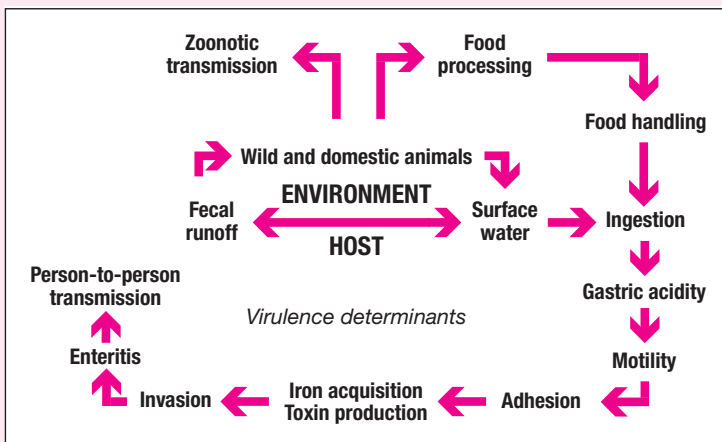 Zoonotic
transmission
Food
processing
Food handling
Wild and domestic animals
ENVIRONMENT
Fecal
runoff
Surface
water
Ingestion
HOST
Person-to-person
transmission
Gastric acidity
Virulence determinants
Enteritis
Motility
Invasion
Iron acquisition
Toxin production
Adhesion